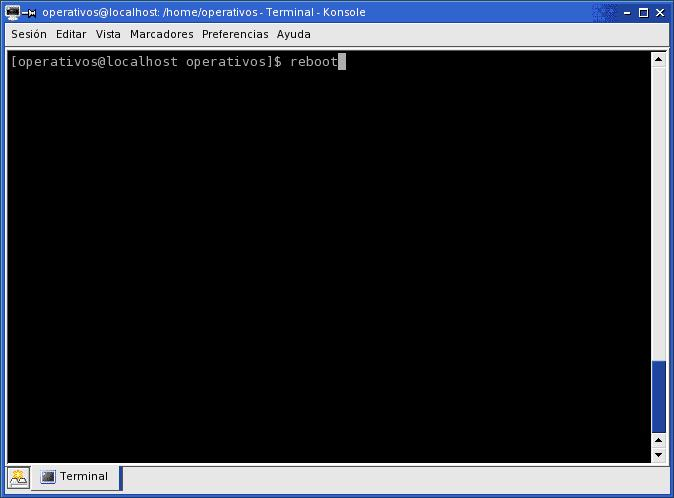 operativos@localhost: /home/operativos - Terminal - Konsole
Sesión Editar Vista Marcadores Preferencias Ayuda
[operativos@localhost operativos]$ reboot
Terminal